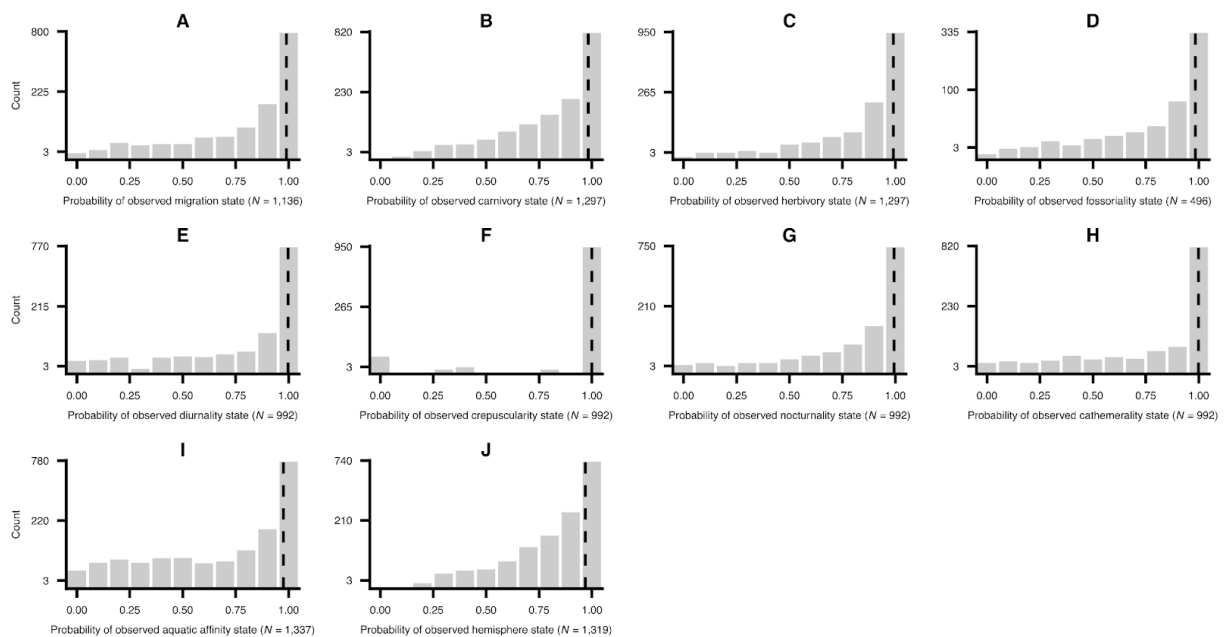 A
B
C
D
800
225
3
Count
0.00 0.25 0.50 0.75 1.00
Probability of observed migration state (N = 1,136)
820
230
3
0.00 0.25 0.50 0.75 1.00
Probability of observed carnivory state (N = 1,297)
950
265
3
0.00 0.25 0.50 0.75 1.00
Probability of observed herbivory state (N = 1,297)
335
100
3
0.00 0.25 0.50 0.75 1.00
Probability of observed fossoriality state (N = 496)
E
F
G
H
770
215
3
Count
0.00 0.25 0.50 0.75 1.00
Probability of observed diurnality state (N = 992)
950
265
3
0.00 0.25 0.50 0.75 1.00
Probability of observed crepuscularity state (N = 992)
750
210
3
0.00 0.25 0.50 0.75 1.00
Probability of observed nocturnality state (N = 992)
820
230
3
0.00 0.25 0.50 0.75 1.00
Probability of observed cathemerality state (N = 992)
I
J
780
220
3
Count
0.00 0.25 0.50 0.75 1.00
Probability of observed aquatic affinity state (N = 1,337)
740
210
3
0.00 0.25 0.50 0.75 1.00
Probability of observed hemisphere state (N = 1,319)